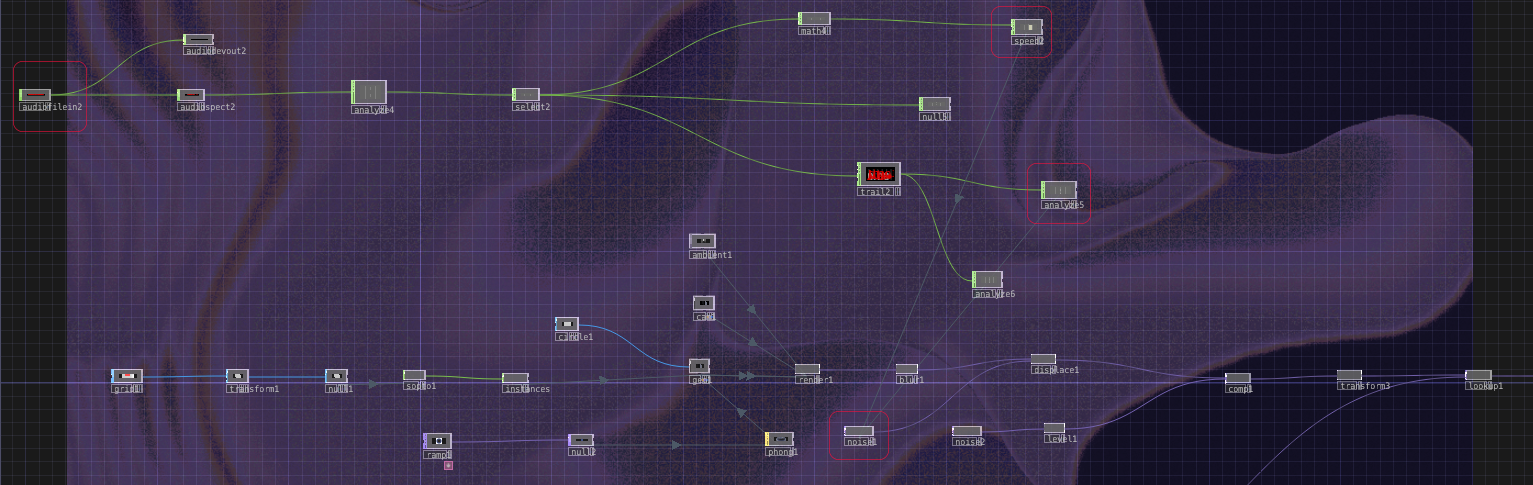 math4
speed2
audiodevout2
audiofilein2
audiospect2
analyze4
select2
null5
trail2
analyze5
ambient1
analyze6
cam1
circle1
grid1
transform1
null1
sopto1
instances
geo1
render1
blur1
displace1
comp1
transform3
lookup1
ramp1
null2
phong1
noise1
noise2
level1